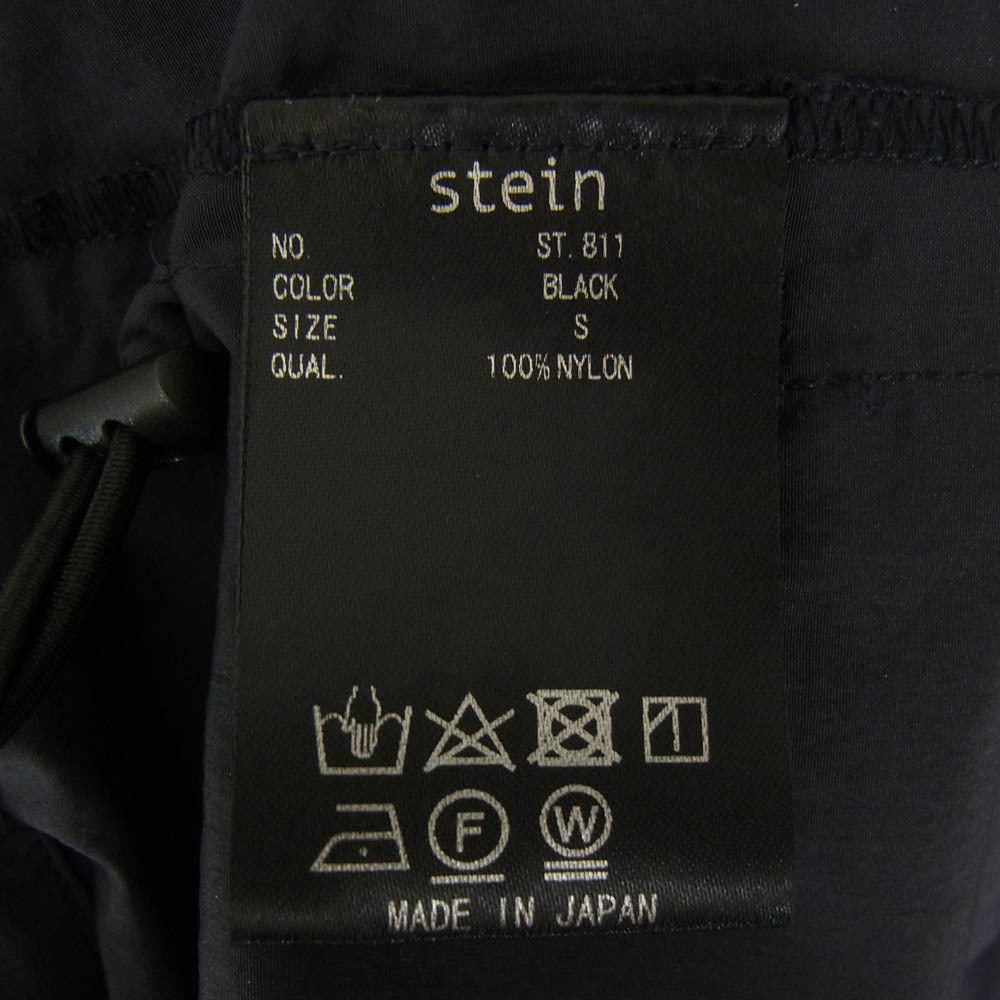 stein
NO. ST.811
COLOR BLACK
SIZE S
QUAL. 100% NYLON
F W
MADE IN JAPAN